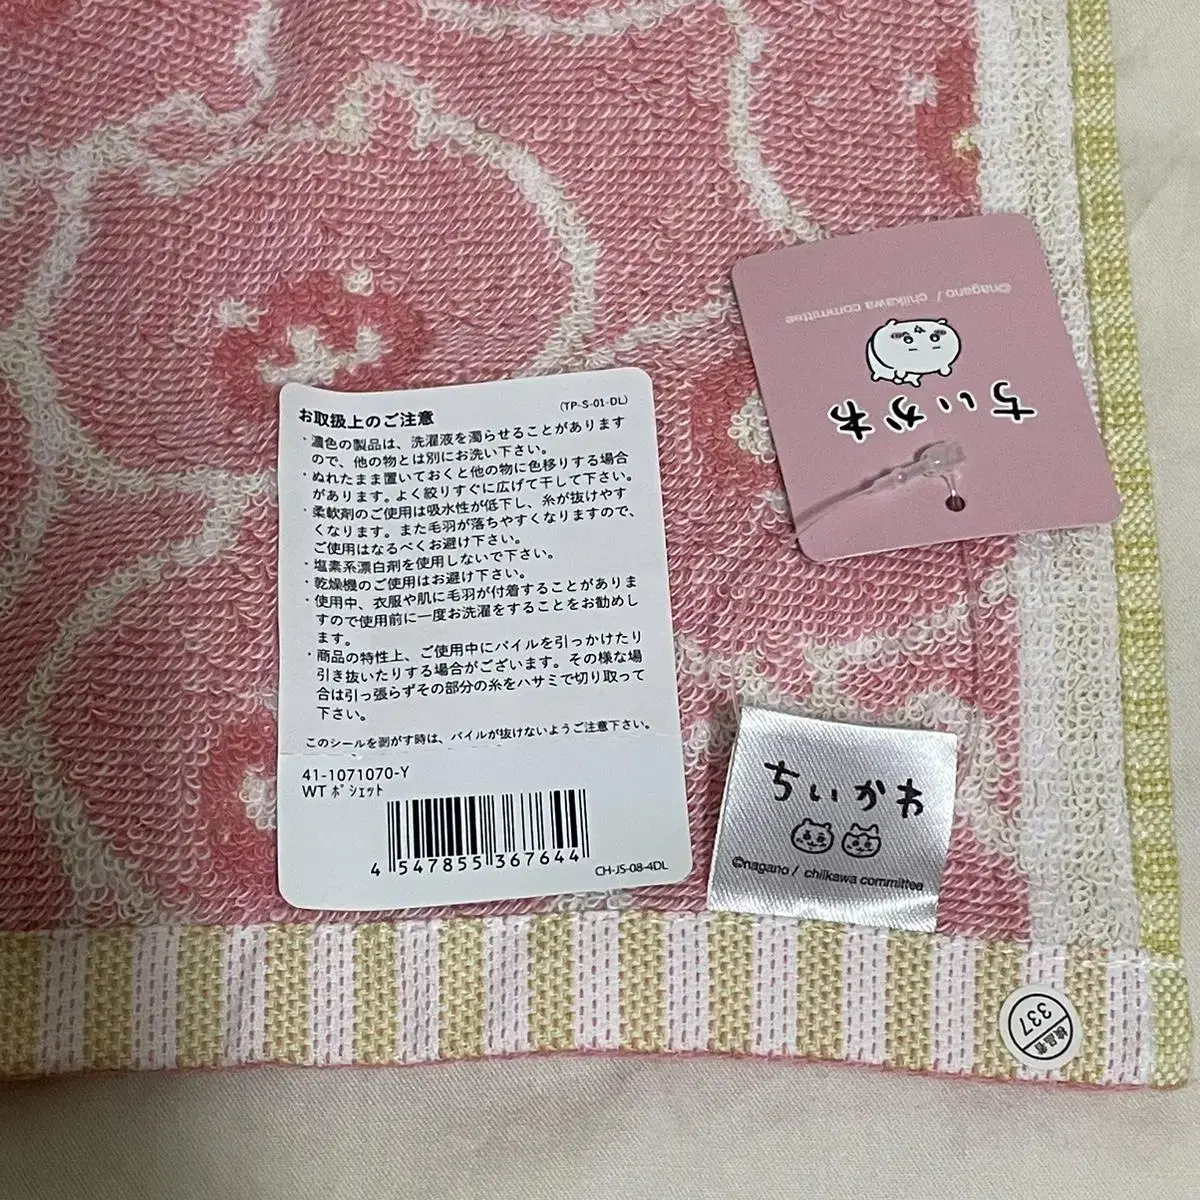 お取扱上のご注意
(TP-S-01-DL)
・濃色の製品は、洗濯液を濁らせることがあります
ので、他の物とは別にお洗い下さい。
・ぬれたまま置いておくと他の物に色移りする場合
があります。よく絞りすぐに広げて干して下さい。
・柔軟剤のご使用は吸水性が低下し、糸が抜けやす
くなります。また毛羽が落ちやすくなりますので、
ご使用はなるべくお避け下さい。
・塩素系漂白剤を使用しないで下さい。
・乾燥機のご使用はお避け下さい。
・使用中、衣服や肌に毛羽が付着することがありま
すので使用前に一度お洗濯をすることをお勧めし
ます。
・商品の特性上、ご使用中にパイルを引っかけたり
引き抜いたりする場合がございます。その様な場
合は引っ張らずその部分の糸をハサミで切り取って
下さい。
このシールを剥がす時は、パイルが抜けないようご注意下さい。
41-1071070-Y
WT ﾎﾟｼｪｯﾄ
4 547855 367644
CH-JS-08-4DL
ちいかわ
©nagano / chiikawa committee
ちいかわ
©nagano / chiikawa committee
検品者
337